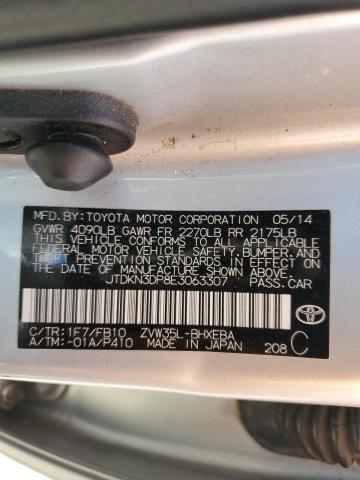 MFD.BY:TOYOTA MOTOR CORPORATION 05/14
GVWR 4090LB GAWR FR 2270LB RR 2175LB
THIS VEHICLE CONFORMS TO ALL APPLICABLE
FEDERAL MOTOR VEHICLE SAFETY, BUMPER, AND
THEFT PREVENTION STANDARDS IN EFFECT ON
THE DATE OF MANUFACTURE SHOWN ABOVE.
JTDKN3DP8E3063307 PASS.CAR
C/TR:1F7/FB10 ZVW35L-BHXEBA
A/TM:-01A/P410 MADE IN JAPAN 208 C